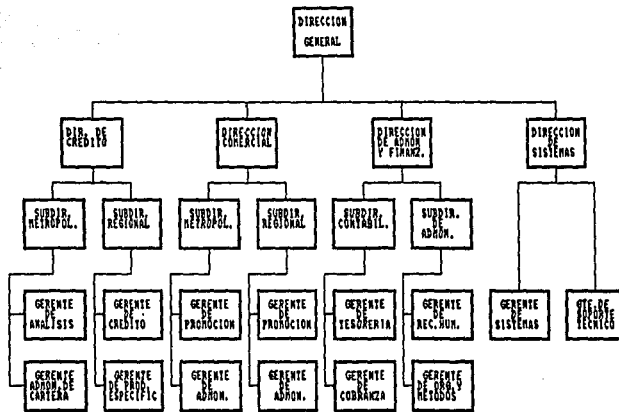 DIRECCION
GENERAL
DIR. DE
CREDITO
DIRECCION
COMERCIAL
DIRECCION
DE ADMON
Y FINANZ.
DIRECCION
DE
SISTEMAS
SUBDIR.
METROPOL.
SUBDIR.
REGIONAL
SUBDIR.
METROPOL.
SUBDIR.
REGIONAL
SUBDIR.
CONTABIL.
SUBDIR.
DE
ADMON.
GERENTE
DE
ANALISIS
GERENTE
DE
CREDITO
GERENTE
DE
PROMOCION
GERENTE
DE
PROMOCION
GERENTE
DE
TESORERIA
GERENTE
DE
REC.HUM.
GERENTE
DE
SISTEMAS
GTE.DE
SOPORTE
TECNICO
GERENTE
ADMON.DE
CARTERA
GERENTE
DE PROD.
ESPECIFIC
GERENTE
DE
ADMON.
GERENTE
DE
ADMON.
GERENTE
DE
COBRANZA
GERENTE
DE ORG.Y
METODOS